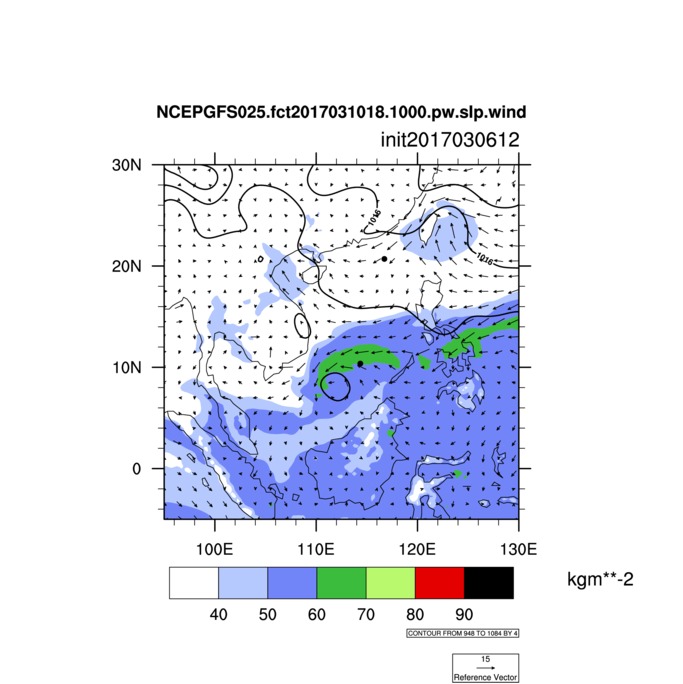 NCEPGFS025.fct2017031018.1000.pw.slp.wind
init2017030612
30N
1016
1016
20N
10N
0
100E 110E 120E 130E
kgm**-2
40 50 60 70 80 90
CONTOUR FROM 948 TO 1084 BY 4
15
Reference Vector